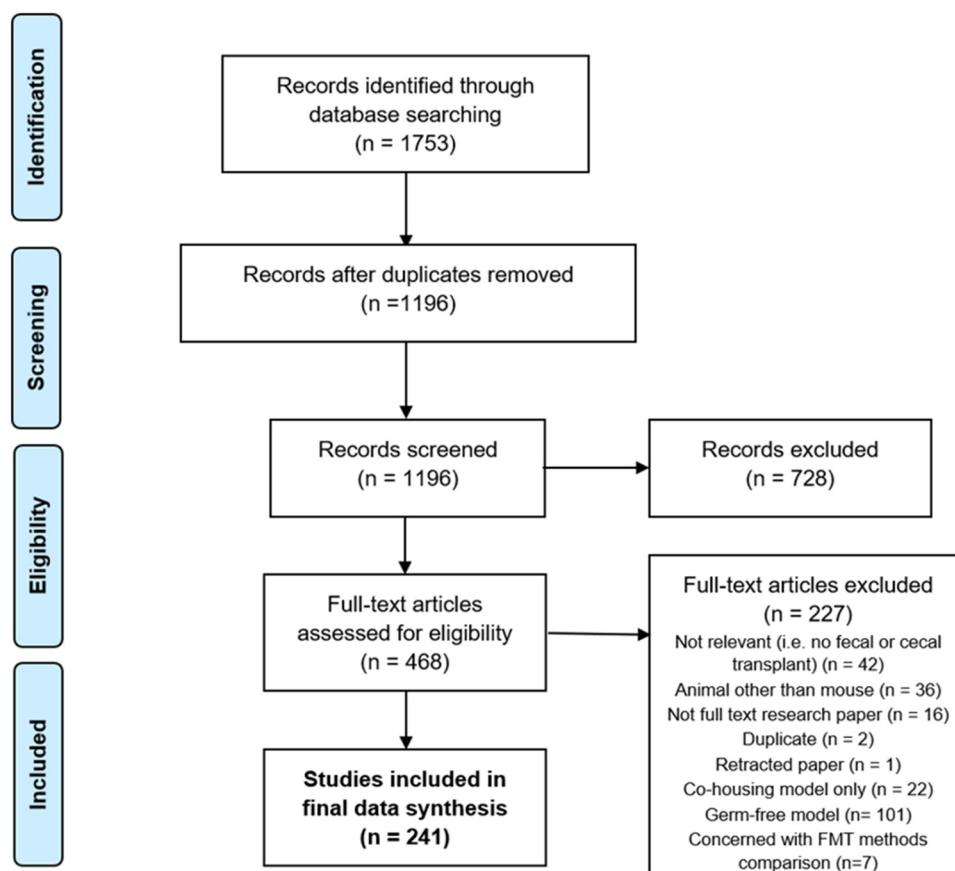 Identification
Records identified through
database searching
(n = 1753)
Screening
Records after duplicates removed
(n =1196)
Records screened
(n = 1196)
Records excluded
(n = 728)
Eligibility
Full-text articles
assessed for eligibility
(n = 468)
Full-text articles excluded
(n = 227)
Not relevant (i.e. no fecal or cecal
transplant) (n = 42)
Animal other than mouse (n = 36)
Not full text research paper (n = 16)
Duplicate (n = 2)
Retracted paper (n = 1)
Co-housing model only (n = 22)
Germ-free model (n= 101)
Concerned with FMT methods
comparison (n=7)
Included
Studies included in
final data synthesis
(n = 241)